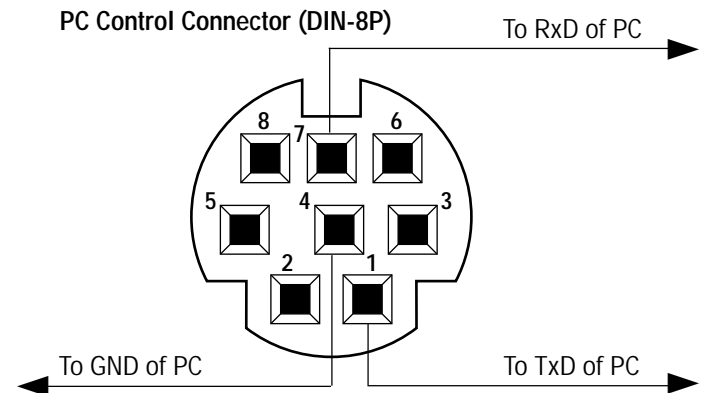 PC Control Connector (DIN-8P)
To RxD of PC
8 7 6
5 4 3
2 1
To GND of PC
To TxD of PC